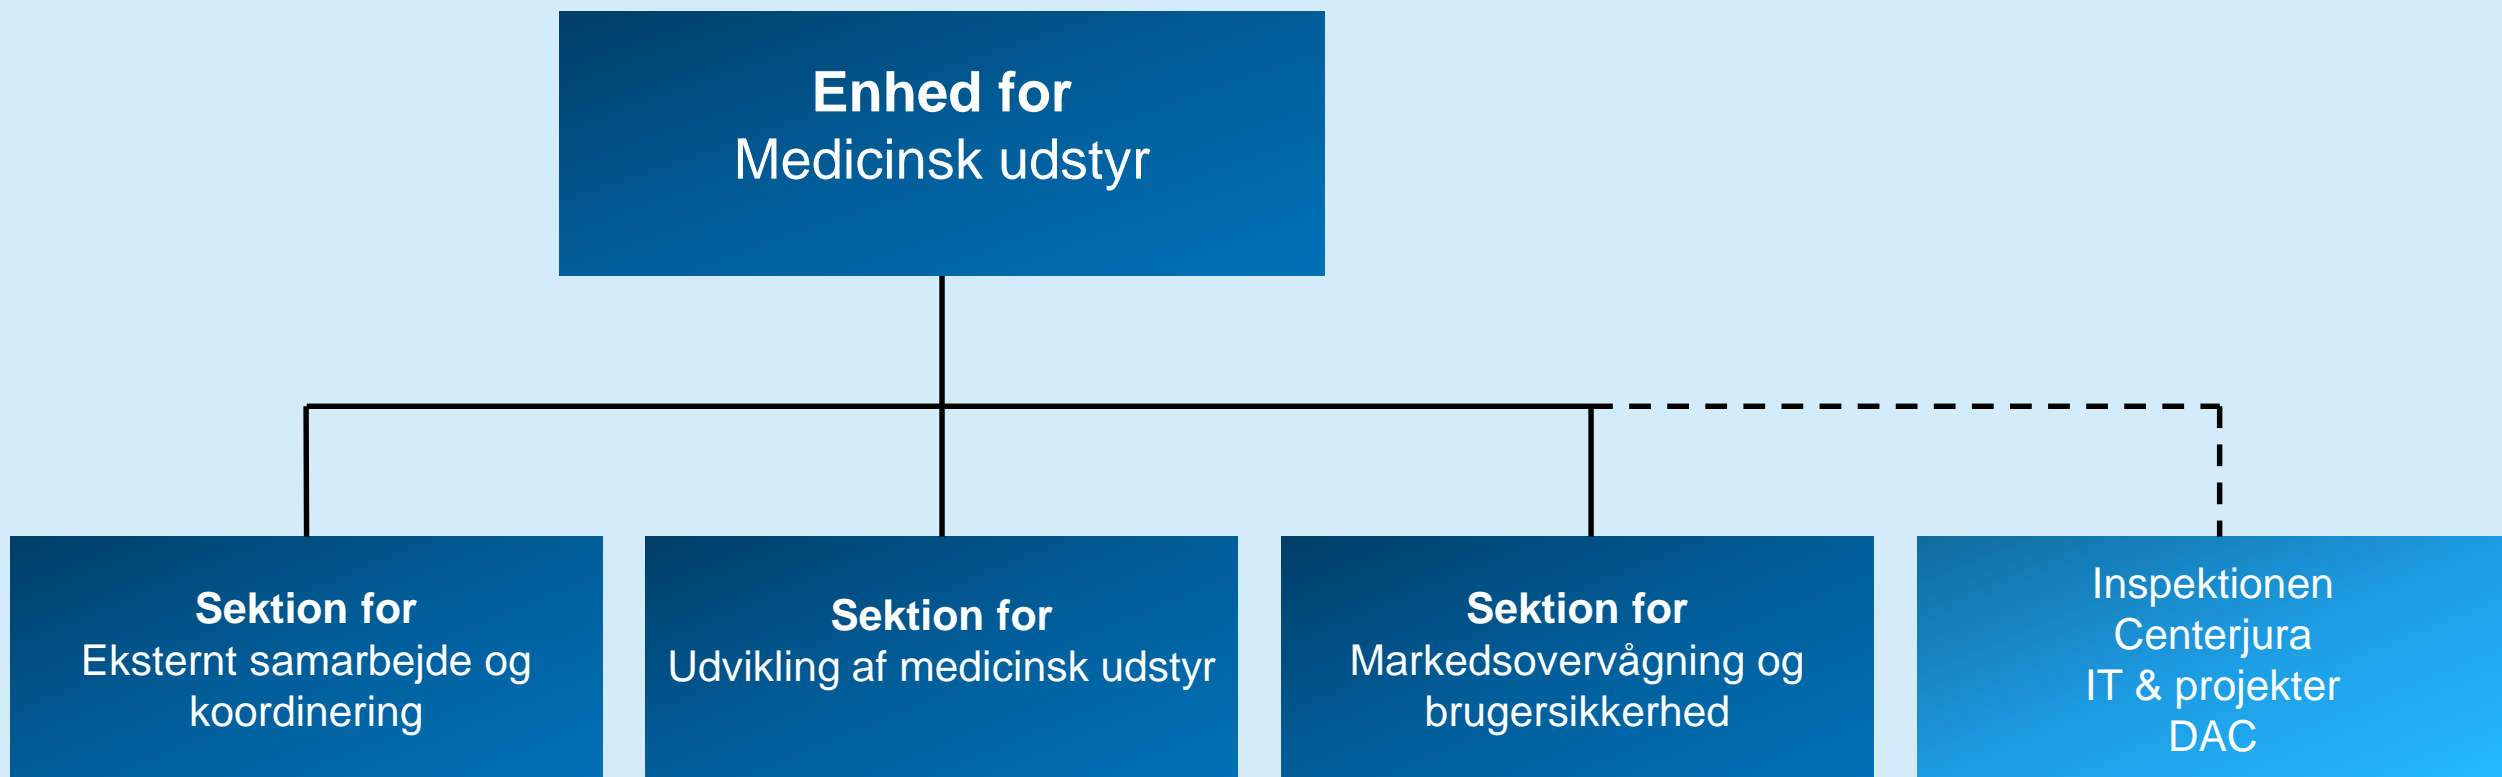 Enhed for
Medicinsk udstyr
Sektion for
Eksternt samarbejde og
koordinering
Sektion for
Udvikling af medicinsk udstyr
Sektion for
Markedsovervågning og
brugersikkerhed
Inspektionen
Centerjura
IT & projekter
DAC